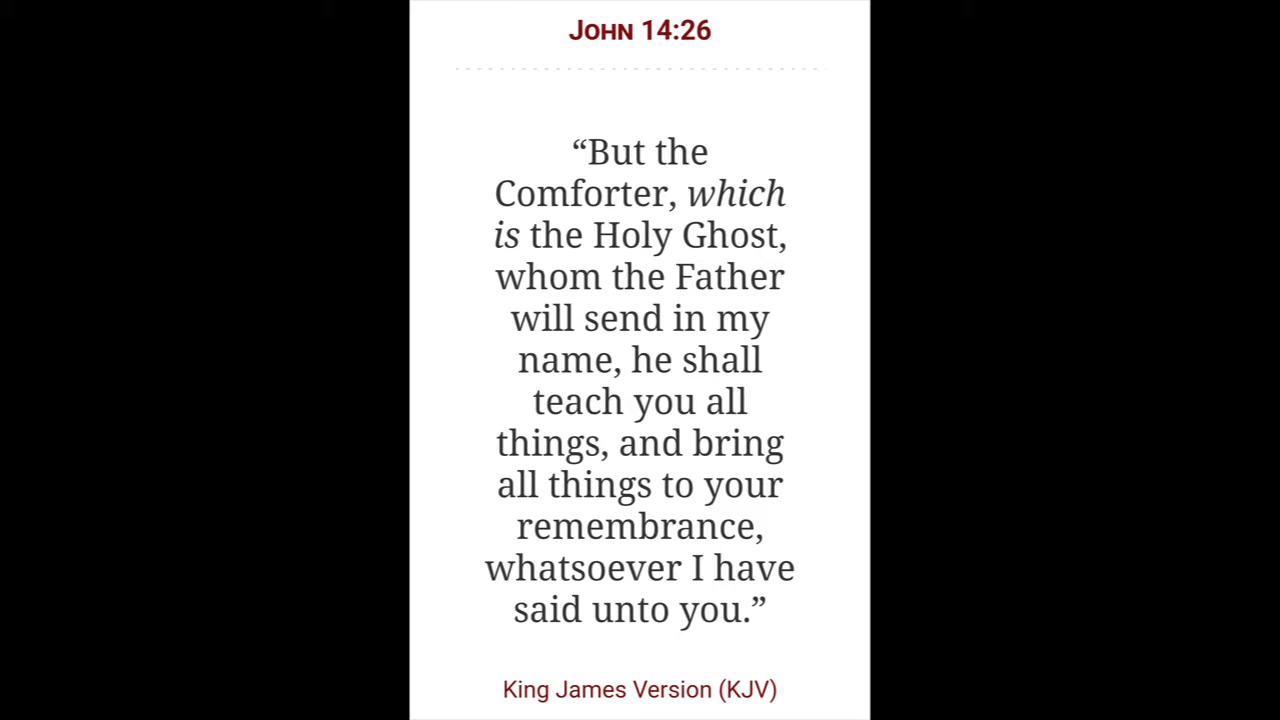 John 14:26
“But the
Comforter, which
is the Holy Ghost,
whom the Father
will send in my
name, he shall
teach you all
things, and bring
all things to your
remembrance,
whatsoever I have
said unto you.”
King James Version (KJV)